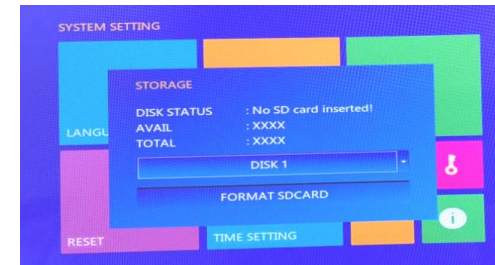 SYSTEM SETTING
STORAGE
DISK STATUS : No SD card inserted!
AVAIL : XXXX
TOTAL : XXXX
DISK 1
FORMAT SDCARD
LANGU
RESET
TIME SETTING